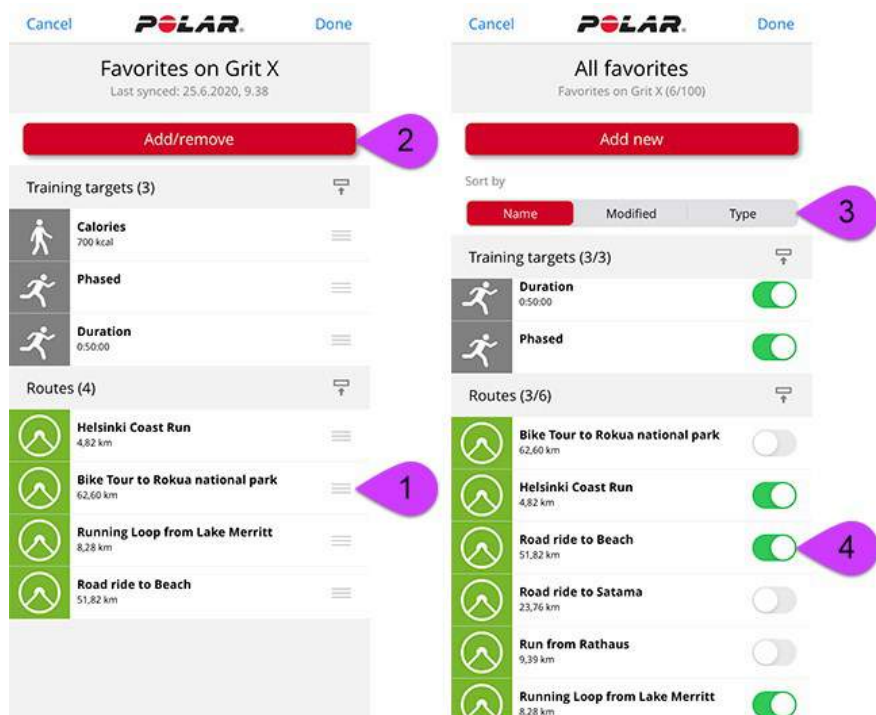 Cancel
POLAR.
Done
Favorites on Grit X
Last synced: 25.6.2020, 9.38
Add/remove
2
Training targets (3)
Calories
700 kcal
Phased
Duration
0:50:00
Routes (4)
Helsinki Coast Run
4,82 km
Bike Tour to Rokua national park
62,60 km
1
Running Loop from Lake Merritt
8,28 km
Road ride to Beach
51,82 km
Cancel
POLAR.
Done
All favorites
Favorites on Grit X (6/100)
Add new
Sort by
Name
Modified
Type
3
Training targets (3/3)
Duration
0:50:00
Phased
Routes (3/6)
Bike Tour to Rokua national park
62,60 km
Helsinki Coast Run
4,82 km
Road ride to Beach
51,82 km
4
Road ride to Satama
23,76 km
Run from Rathaus
9,39 km
Running Loop from Lake Merritt
8,28 km